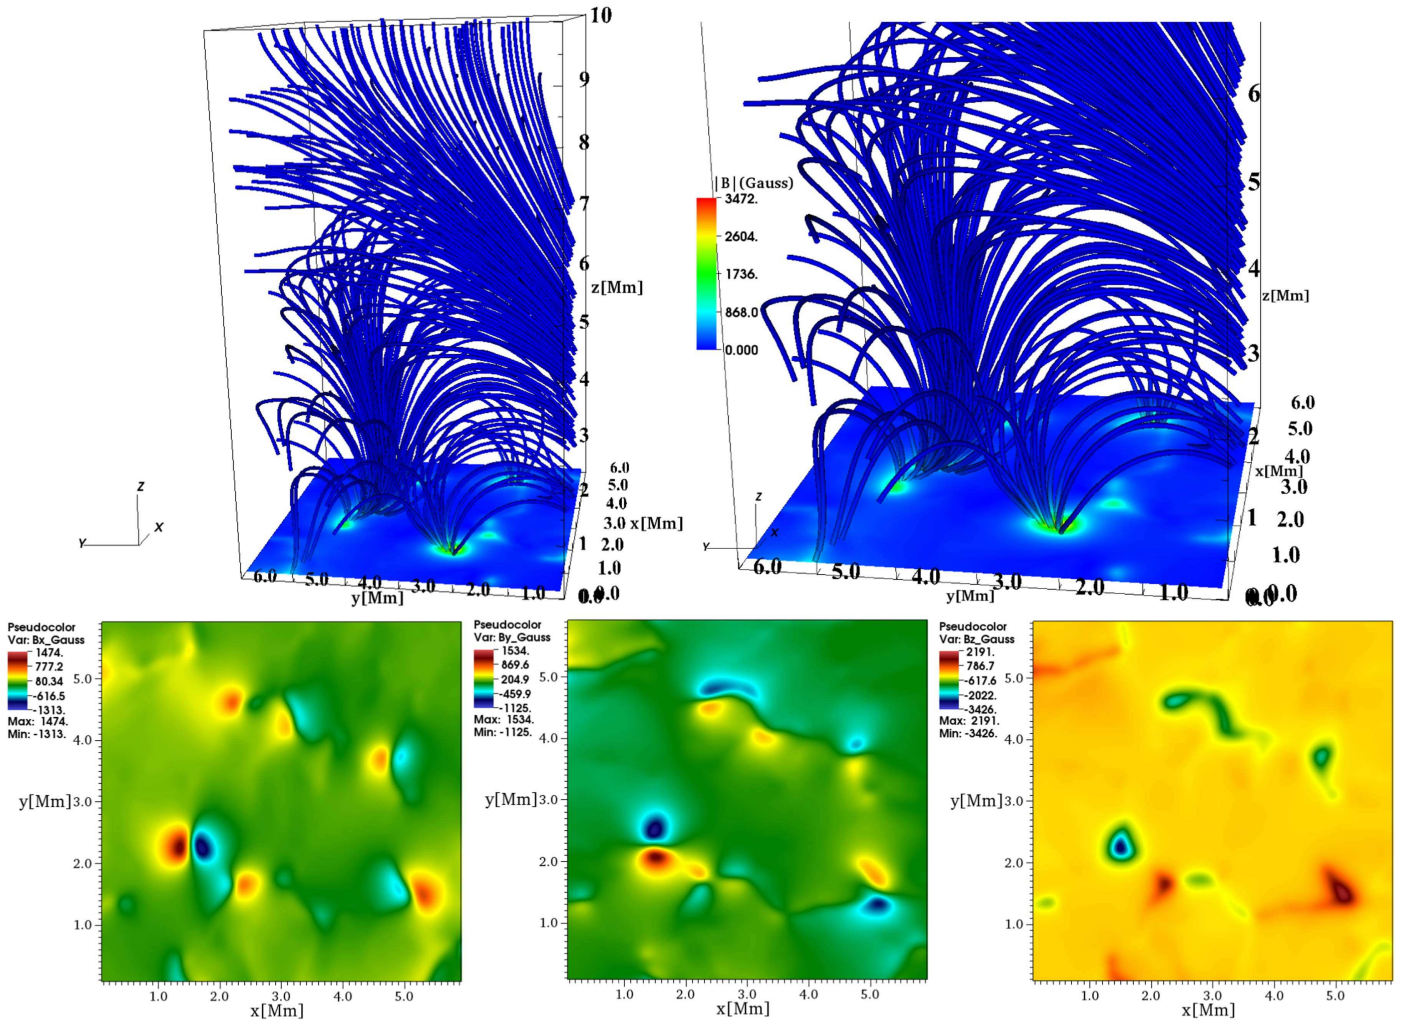 10
9
8
7
6
z[Mm]
5
4
3
2
1
6.0
5.0
4.0
3.0 x[Mm]
2.0
1.0
0.0
6.0 5.0 4.0 3.0 2.0 1.0
y[Mm]
Z
X
Y
|B|(Gauss)
3472.
2604.
1736.
868.0
0.000
6
5
4
z[Mm]
3
2
1
6.0
5.0
4.0
x[Mm]
3.0
2.0
1.0
0.0
6.0 5.0 4.0 3.0 2.0 1.0
y[Mm]
Z
X
Y
Pseudocolor
Var: Bx_Gauss
1474.
777.2
80.34
-616.5
-1313.
Max: 1474.
Min: -1313.
5.0
4.0
y[Mm] 3.0
2.0
1.0
1.0 2.0 3.0 4.0 5.0
x[Mm]
Pseudocolor
Var: By_Gauss
1534.
869.6
204.9
-459.9
-1125.
Max: 1534.
Min: -1125.
5.0
4.0
y[Mm] 3.0
2.0
1.0
1.0 2.0 3.0 4.0 5.0
x[Mm]
Pseudocolor
Var: Bz_Gauss
2191.
786.7
-617.6
-2022.
-3426.
Max: 2191.
Min: -3426.
5.0
4.0
y[Mm] 3.0
2.0
1.0
1.0 2.0 3.0 4.0 5.0
x[Mm]